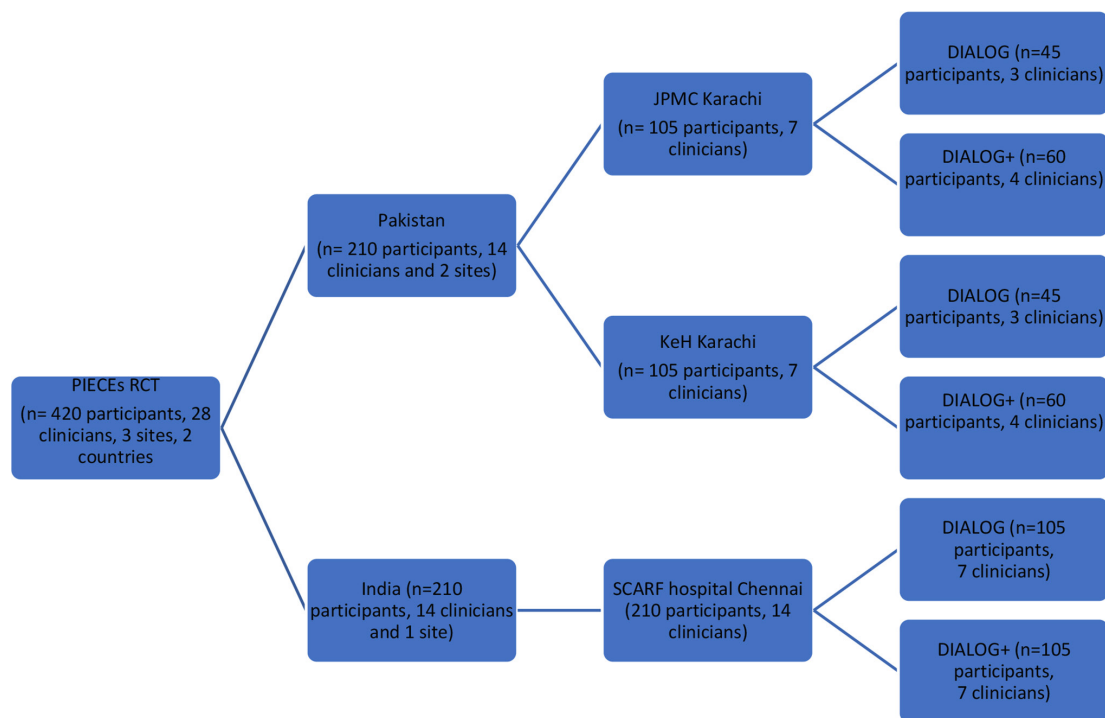 PIECEs RCT
(n= 420 participants, 28
clinicians, 3 sites, 2
countries
Pakistan
(n= 210 participants, 14
clinicians and 2 sites)
India (n=210
participants, 14 clinicians
and 1 site)
JPMC Karachi
(n= 105 participants, 7
clinicians)
KeH Karachi
(n= 105 participants, 7
clinicians)
SCARF hospital Chennai
(210 participants, 14
clinicians)
DIALOG (n=45
participants, 3 clinicians)
DIALOG+ (n=60
participants, 4 clinicians)
DIALOG (n=45
participants, 3 clinicians)
DIALOG+ (n=60
participants, 4 clinicians)
DIALOG (n=105
participants,
7 clinicians)
DIALOG+ (n=105
participants,
7 clinicians)